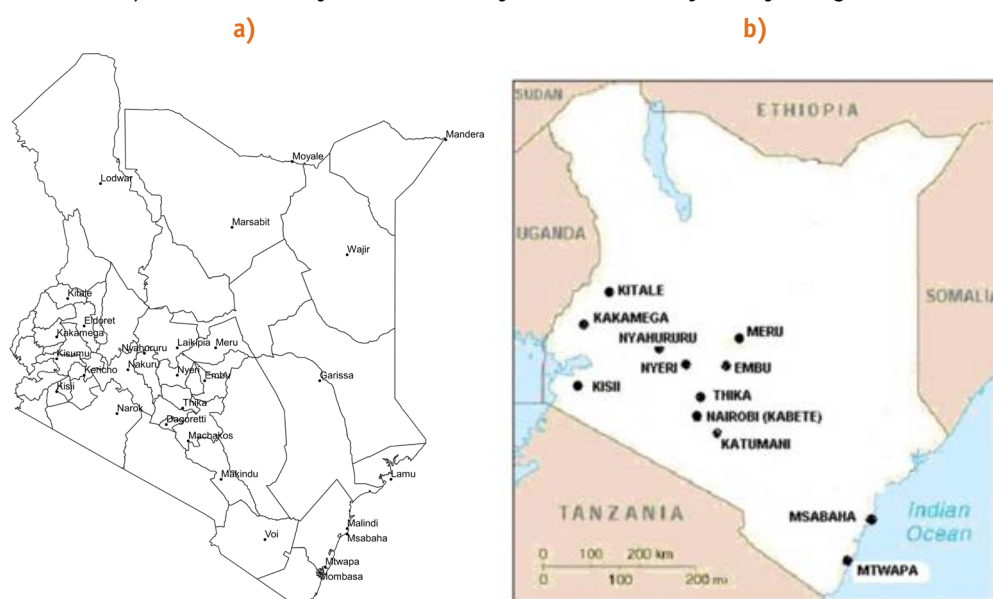 a)
b)
Mandera
Moyale
Lodwar
Marsabit
Wajir
Kitale
Eldoret
Kakamega
Kisumu
Nyahururu
Laikipia
Meru
Kericho
Nakuru
Nyeri
Embu
Garissa
Kisii
Narok
Thika
Dagoretti
Machakos
Makindu
Lamu
Voi
Malindi
Msabaha
Mtwapa
Mombasa
SUDAN
ETHIOPIA
UGANDA
SOMALIA
KITALE
KAKAMEGA
NYAHURURU
MERU
NYERI
EMBU
KISII
THIKA
NAIROBI (KABETE)
KATUMANI
TANZANIA
MSABAHA
Indian
Ocean
0 100 200 km
0 100 200 mi
MTWAPA